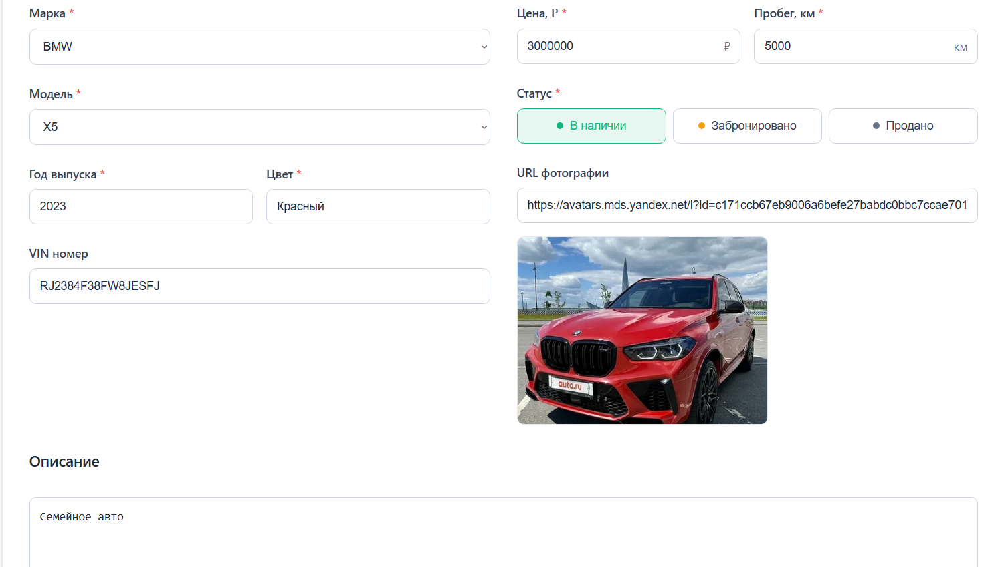 Марка *
BMW
Модель *
X5
Год выпуска *
2023
Цвет *
Красный
VIN номер
RJ2384F38FW8JESFJ
Цена, ₽ *
3000000 ₽
Пробег, км *
5000 км
Статус *
В наличии
Забронировано
Продано
URL фотографии
https://avatars.mds.yandex.net/i?id=c171ccb67eb9006a6befe27babdc0bbc7ccae701
auto.ru
Описание
Семейное авто